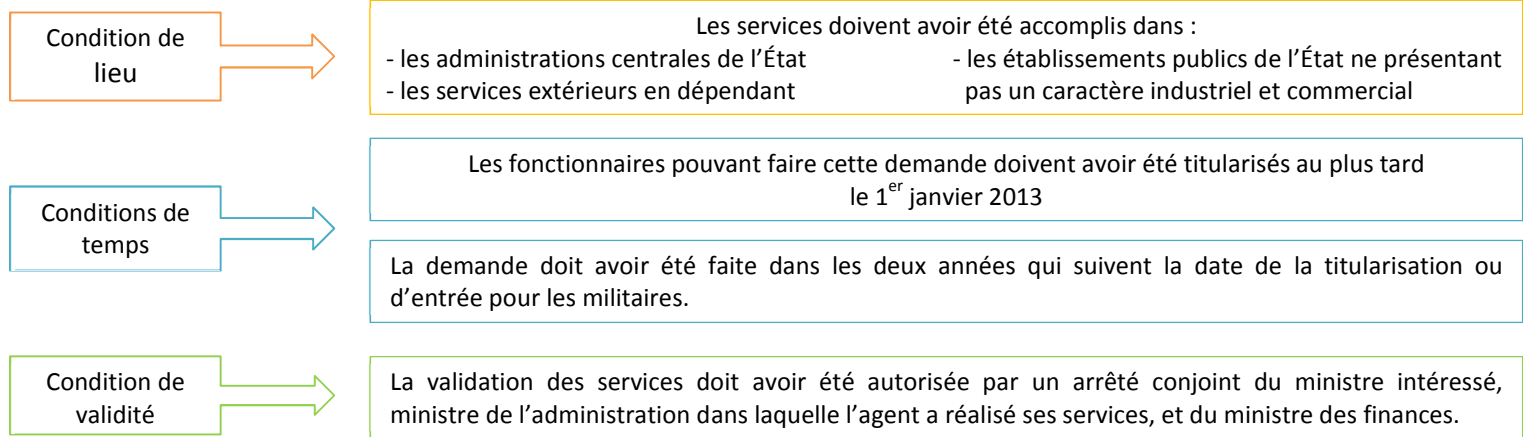 Condition de
lieu
Les services doivent avoir été accomplis dans :
- les administrations centrales de l’État
- les services extérieurs en dépendant
- les établissements publics de l’État ne présentant
pas un caractère industriel et commercial
Conditions de
temps
Les fonctionnaires pouvant faire cette demande doivent avoir été titularisés au plus tard
le 1er janvier 2013
La demande doit avoir été faite dans les deux années qui suivent la date de la titularisation ou
d’entrée pour les militaires.
Condition de
validité
La validation des services doit avoir été autorisée par un arrêté conjoint du ministre intéressé,
ministre de l’administration dans laquelle l’agent a réalisé ses services, et du ministre des finances.